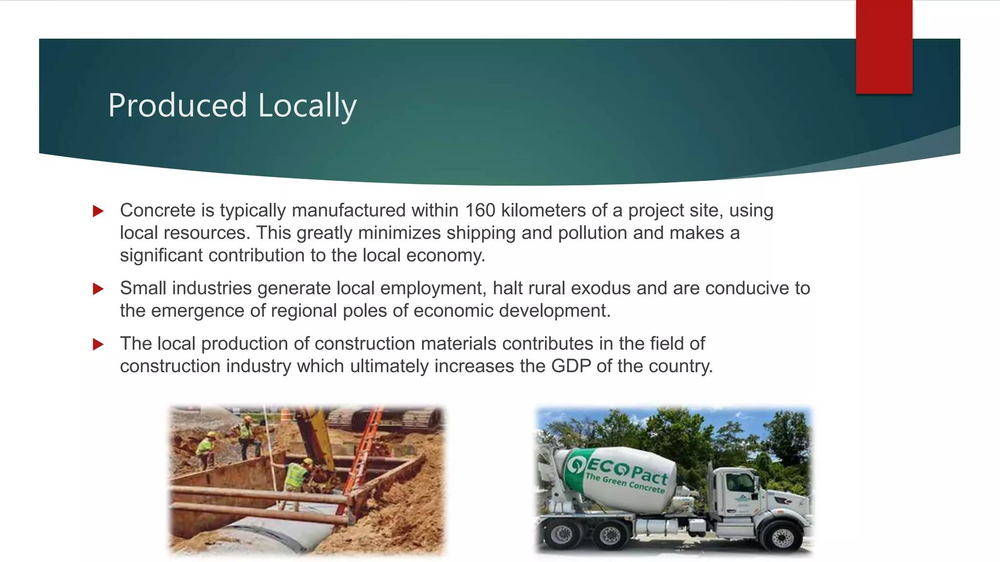 Produced Locally
Concrete is typically manufactured within 160 kilometers of a project site, using
local resources. This greatly minimizes shipping and pollution and makes a
significant contribution to the local economy.
Small industries generate local employment, halt rural exodus and are conducive to
the emergence of regional poles of economic development.
The local production of construction materials contributes in the field of
construction industry which ultimately increases the GDP of the country.
ECOPact
The Green Concrete